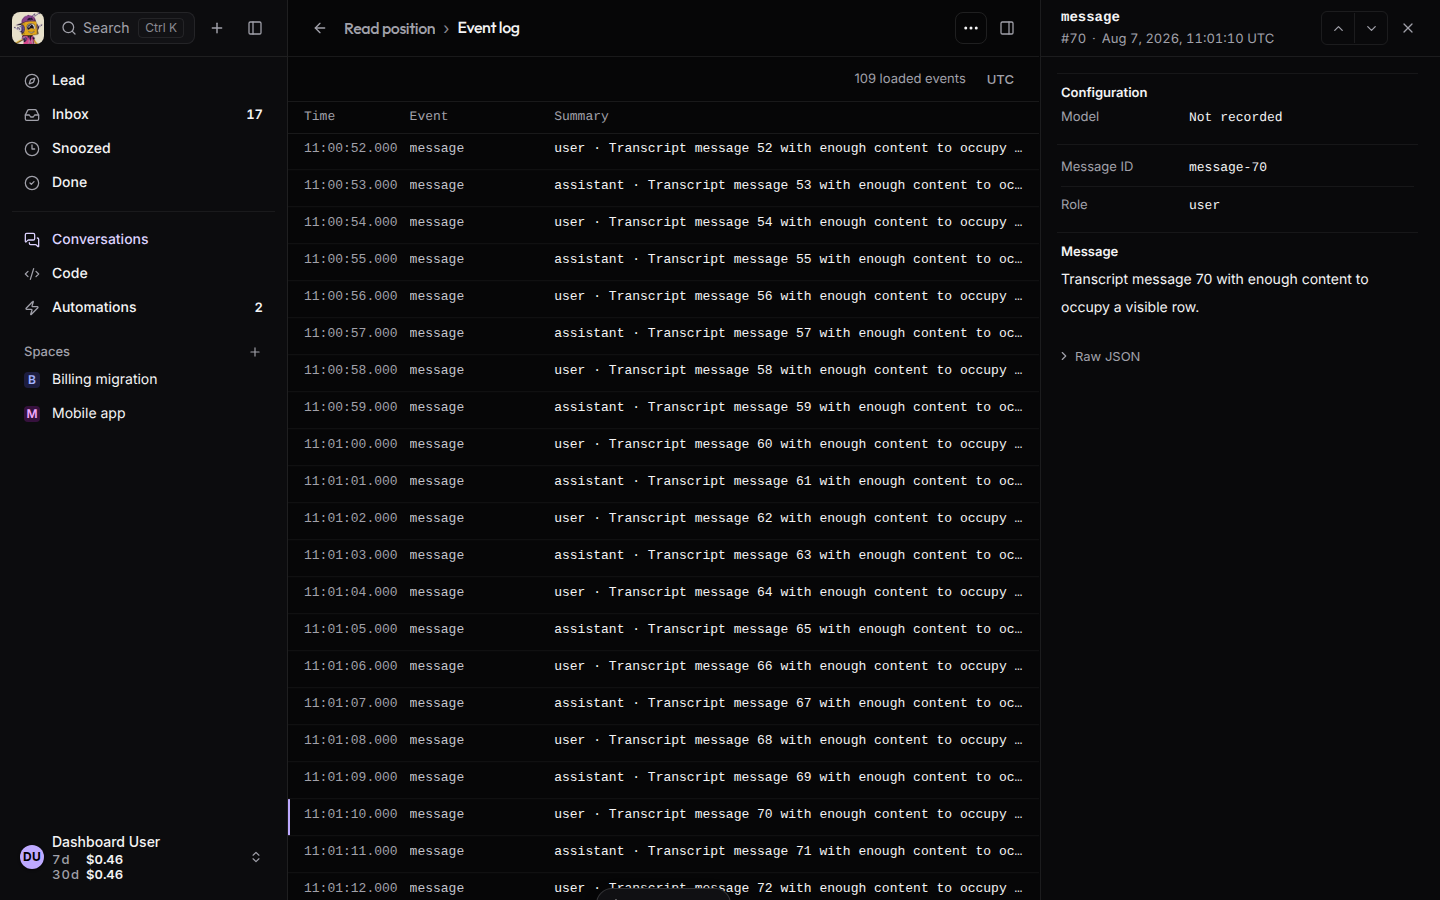 Search Ctrl K
Lead
Inbox 17
Snoozed
Done
Conversations
Code
Automations 2
Spaces
B Billing migration
M Mobile app
DU Dashboard User
7d $0.46
30d $0.46
Read position › Event log
109 loaded events UTC
Time Event Summary
11:00:52.000 message user · Transcript message 52 with enough content to occupy …
11:00:53.000 message assistant · Transcript message 53 with enough content to oc…
11:00:54.000 message user · Transcript message 54 with enough content to occupy …
11:00:55.000 message assistant · Transcript message 55 with enough content to oc…
11:00:56.000 message user · Transcript message 56 with enough content to occupy …
11:00:57.000 message assistant · Transcript message 57 with enough content to oc…
11:00:58.000 message user · Transcript message 58 with enough content to occupy …
11:00:59.000 message assistant · Transcript message 59 with enough content to oc…
11:01:00.000 message user · Transcript message 60 with enough content to occupy …
11:01:01.000 message assistant · Transcript message 61 with enough content to oc…
11:01:02.000 message user · Transcript message 62 with enough content to occupy …
11:01:03.000 message assistant · Transcript message 63 with enough content to oc…
11:01:04.000 message user · Transcript message 64 with enough content to occupy …
11:01:05.000 message assistant · Transcript message 65 with enough content to oc…
11:01:06.000 message user · Transcript message 66 with enough content to occupy …
11:01:07.000 message assistant · Transcript message 67 with enough content to oc…
11:01:08.000 message user · Transcript message 68 with enough content to occupy …
11:01:09.000 message assistant · Transcript message 69 with enough content to oc…
11:01:10.000 message user · Transcript message 70 with enough content to occupy …
11:01:11.000 message assistant · Transcript message 71 with enough content to oc…
11:01:12.000 message user · Transcript message 72 with enough content to occupy …
message
#70 · Aug 7, 2026, 11:01:10 UTC
Configuration
Model Not recorded
Message ID message-70
Role user
Message
Transcript message 70 with enough content to
occupy a visible row.
Raw JSON